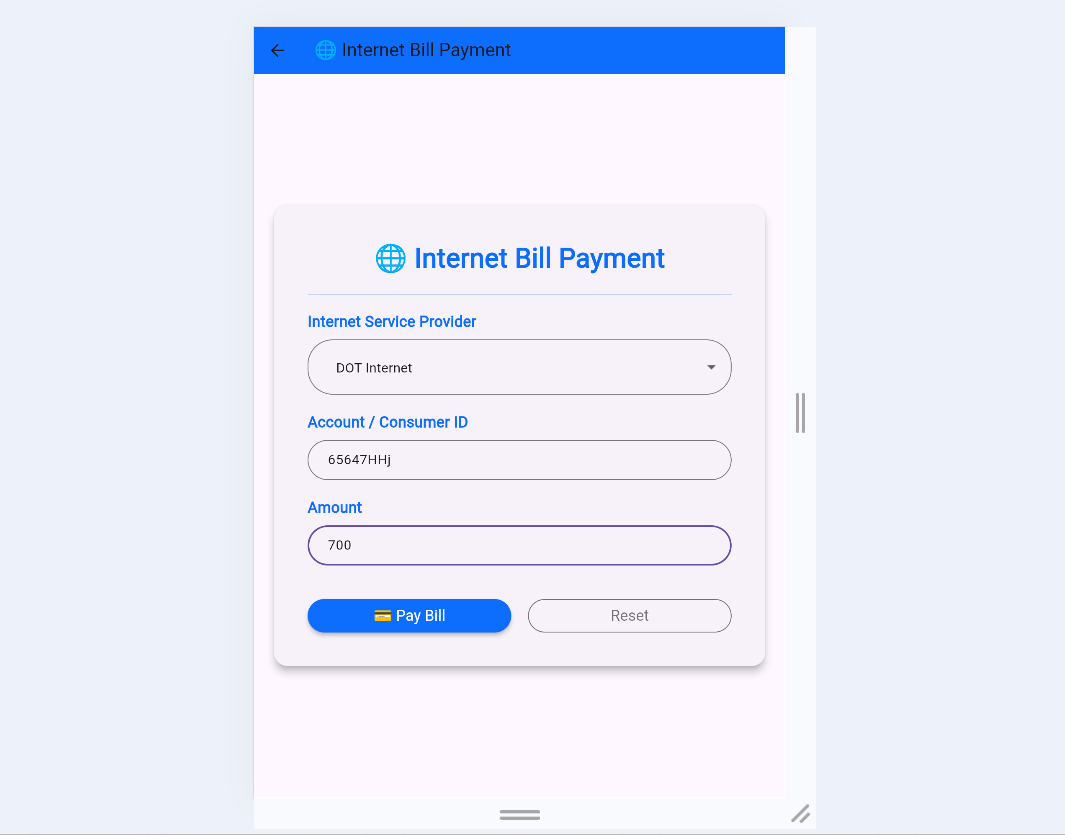 🌐 Internet Bill Payment
🌐 Internet Bill Payment
Internet Service Provider
DOT Internet
Account / Consumer ID
65647HHj
Amount
700
💳 Pay Bill
Reset